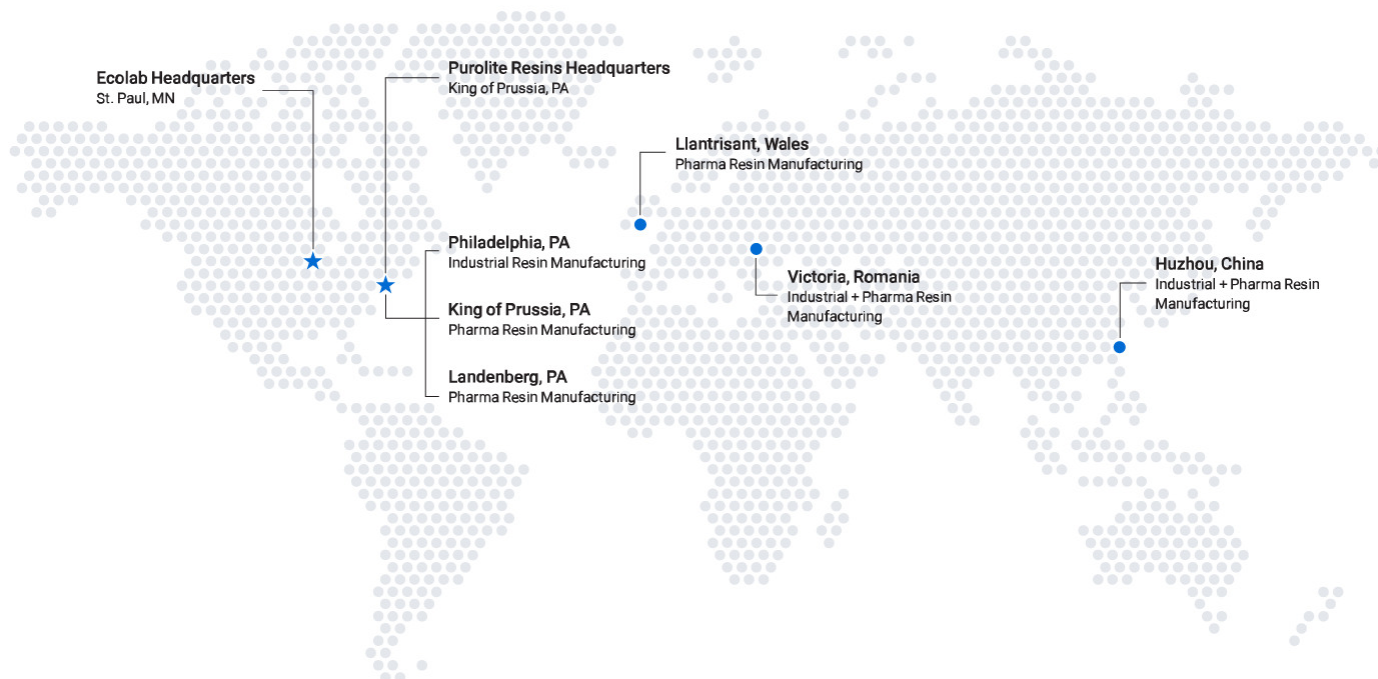 Ecolab Headquarters
St. Paul, MN
Purolite Resins Headquarters
King of Prussia, PA
Llantrisant, Wales
Pharma Resin Manufacturing
Philadelphia, PA
Industrial Resin Manufacturing
King of Prussia, PA
Pharma Resin Manufacturing
Landenberg, PA
Pharma Resin Manufacturing
Victoria, Romania
Industrial + Pharma Resin
Manufacturing
Huzhou, China
Industrial + Pharma Resin
Manufacturing